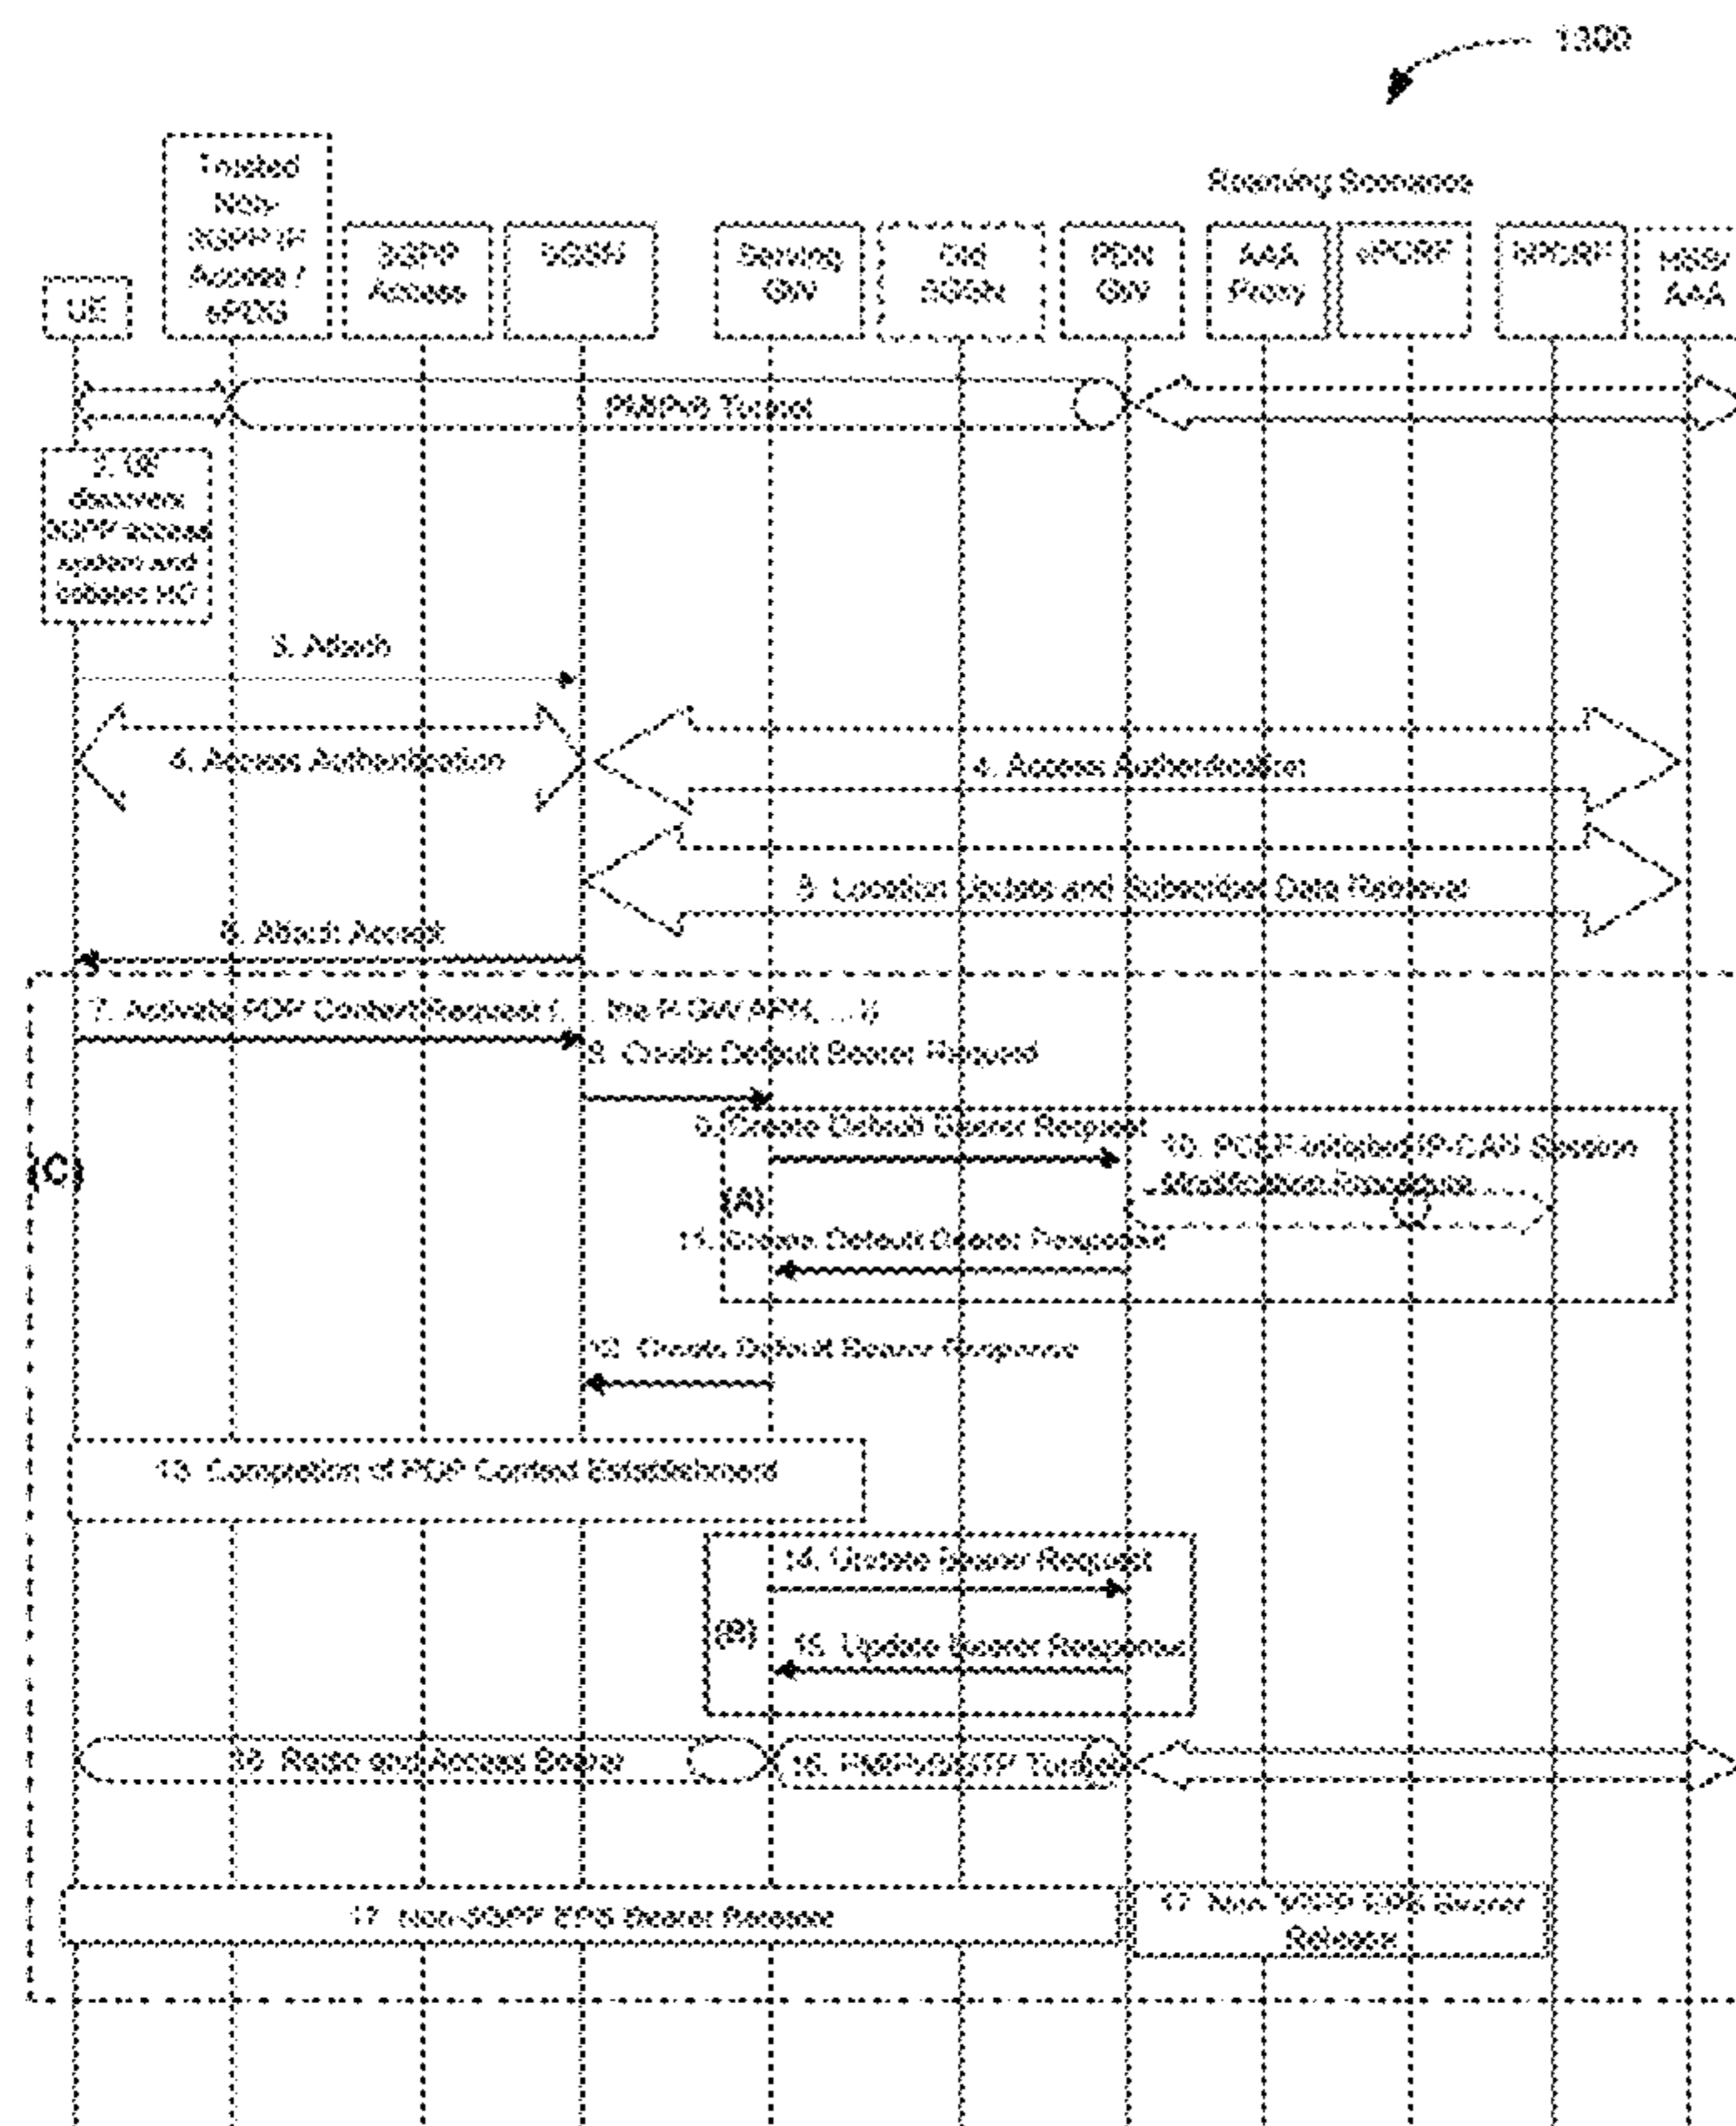 1300
Roaming Scenarios
UE
Trusted
Non-
3GPP IP
Access /
ePDG
3GPP
Access
SGSN
Serving
GW
Old
SGSN
PDN
GW
AAA
Proxy
vPCRF
hPCRF
HSS/
AAA
PMIPv6 Tunnel
2. UE
discovers
3GPP access
system and
initiates HO
3. Attach
4. Access Authentication
4. Access Authentication
5. Location Update and Subscriber Data Retrieval
6. Attach Accept
7. Activate PDP Context Request (
APN,
8. Create Default Bearer Request
(C)
9. Create Default Bearer Request
10. PCEF-initiated IP-CAN Session
Modification Procedure
(A)
11. Create Default Bearer Response
12. Create Default Bearer Response
13. Completion of PDP Context Establishment
14. Update Bearer Request
(B)
15. Update Bearer Response
Radio and Access Bearer
16. PMIPv6/GTP Tunnel
17. Non-3GPP EPS Bearer Release
17. Non-3GPP EPS Bearer
Release